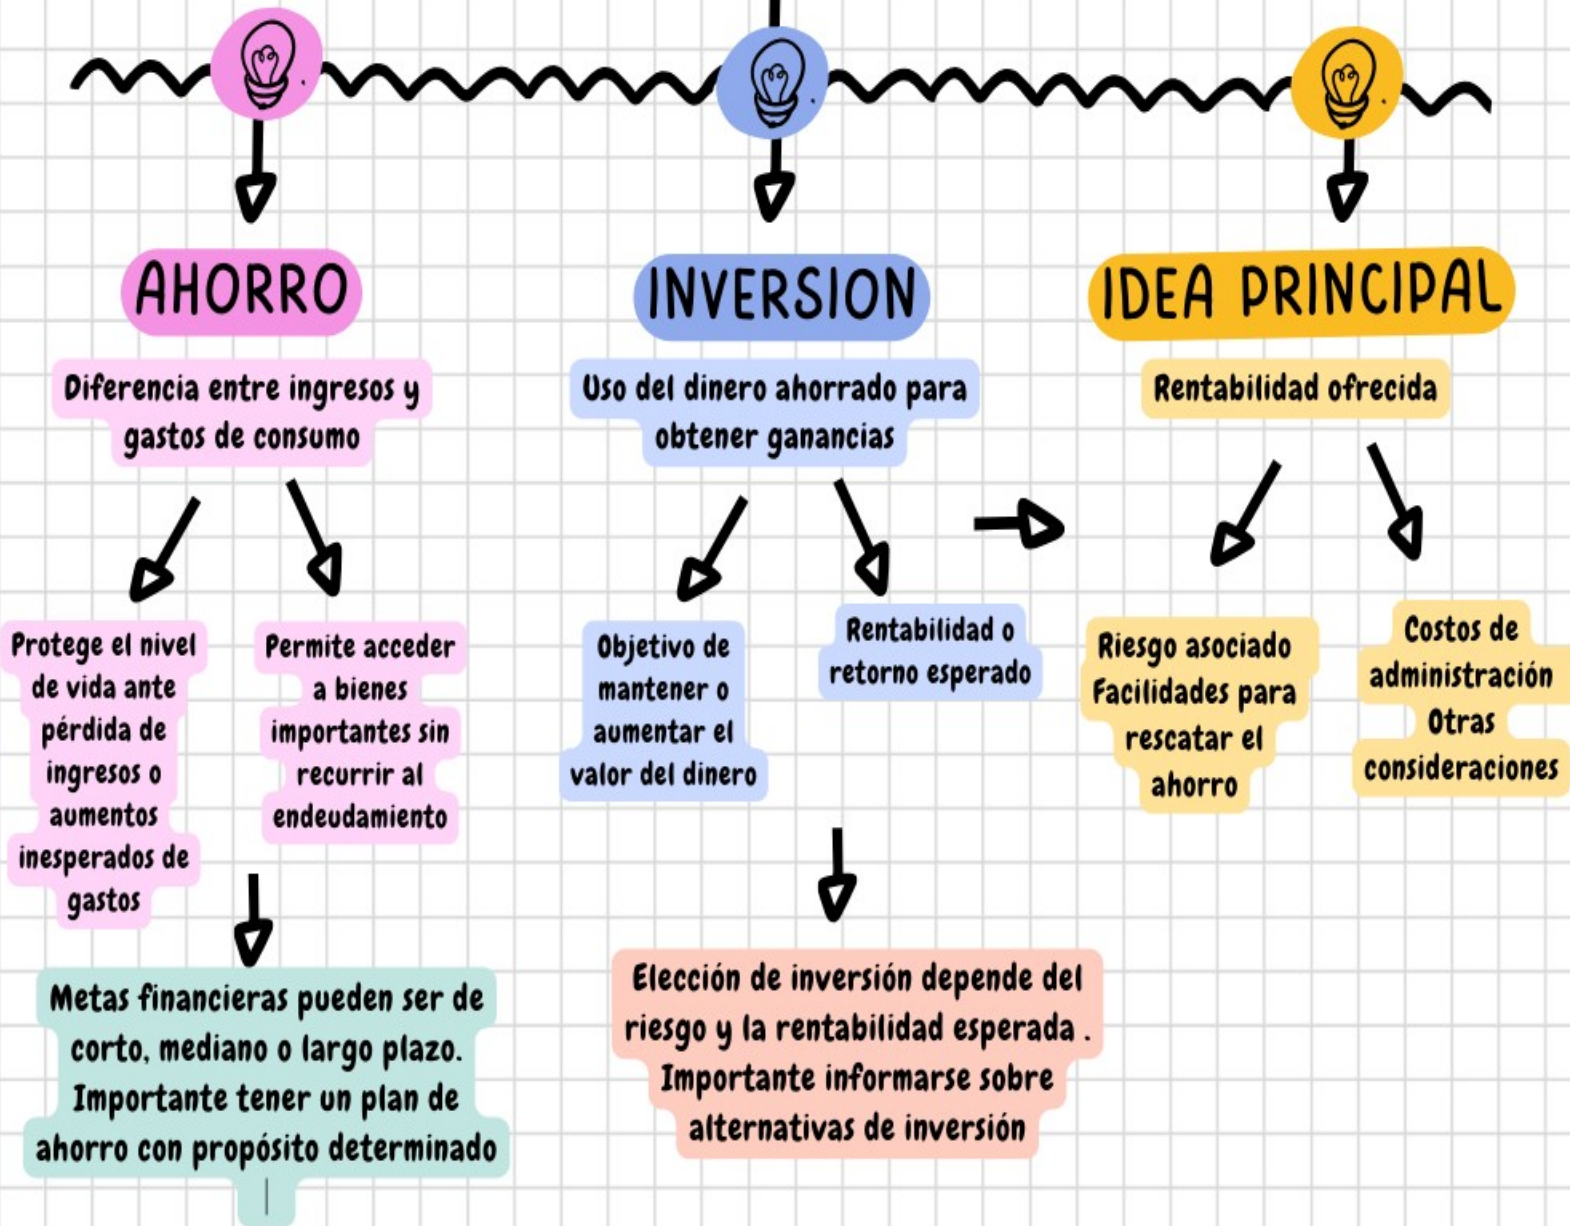 AHORRO
Diferencia entre ingresos y
gastos de consumo
Protege el nivel
de vida ante
pérdida de
ingresos o
aumentos
inesperados de
gastos
Permite acceder
a bienes
importantes sin
recurrir al
endeudamiento
Metas financieras pueden ser de
corto, mediano o largo plazo.
Importante tener un plan de
ahorro con propósito determinado
INVERSION
Uso del dinero ahorrado para
obtener ganancias
Objetivo de
mantener o
aumentar el
valor del dinero
Rentabilidad o
retorno esperado
Elección de inversión depende del
riesgo y la rentabilidad esperada .
Importante informarse sobre
alternativas de inversión
IDEA PRINCIPAL
Rentabilidad ofrecida
Riesgo asociado
Facilidades para
rescatar el
ahorro
Costos de
administración
Otras
consideraciones